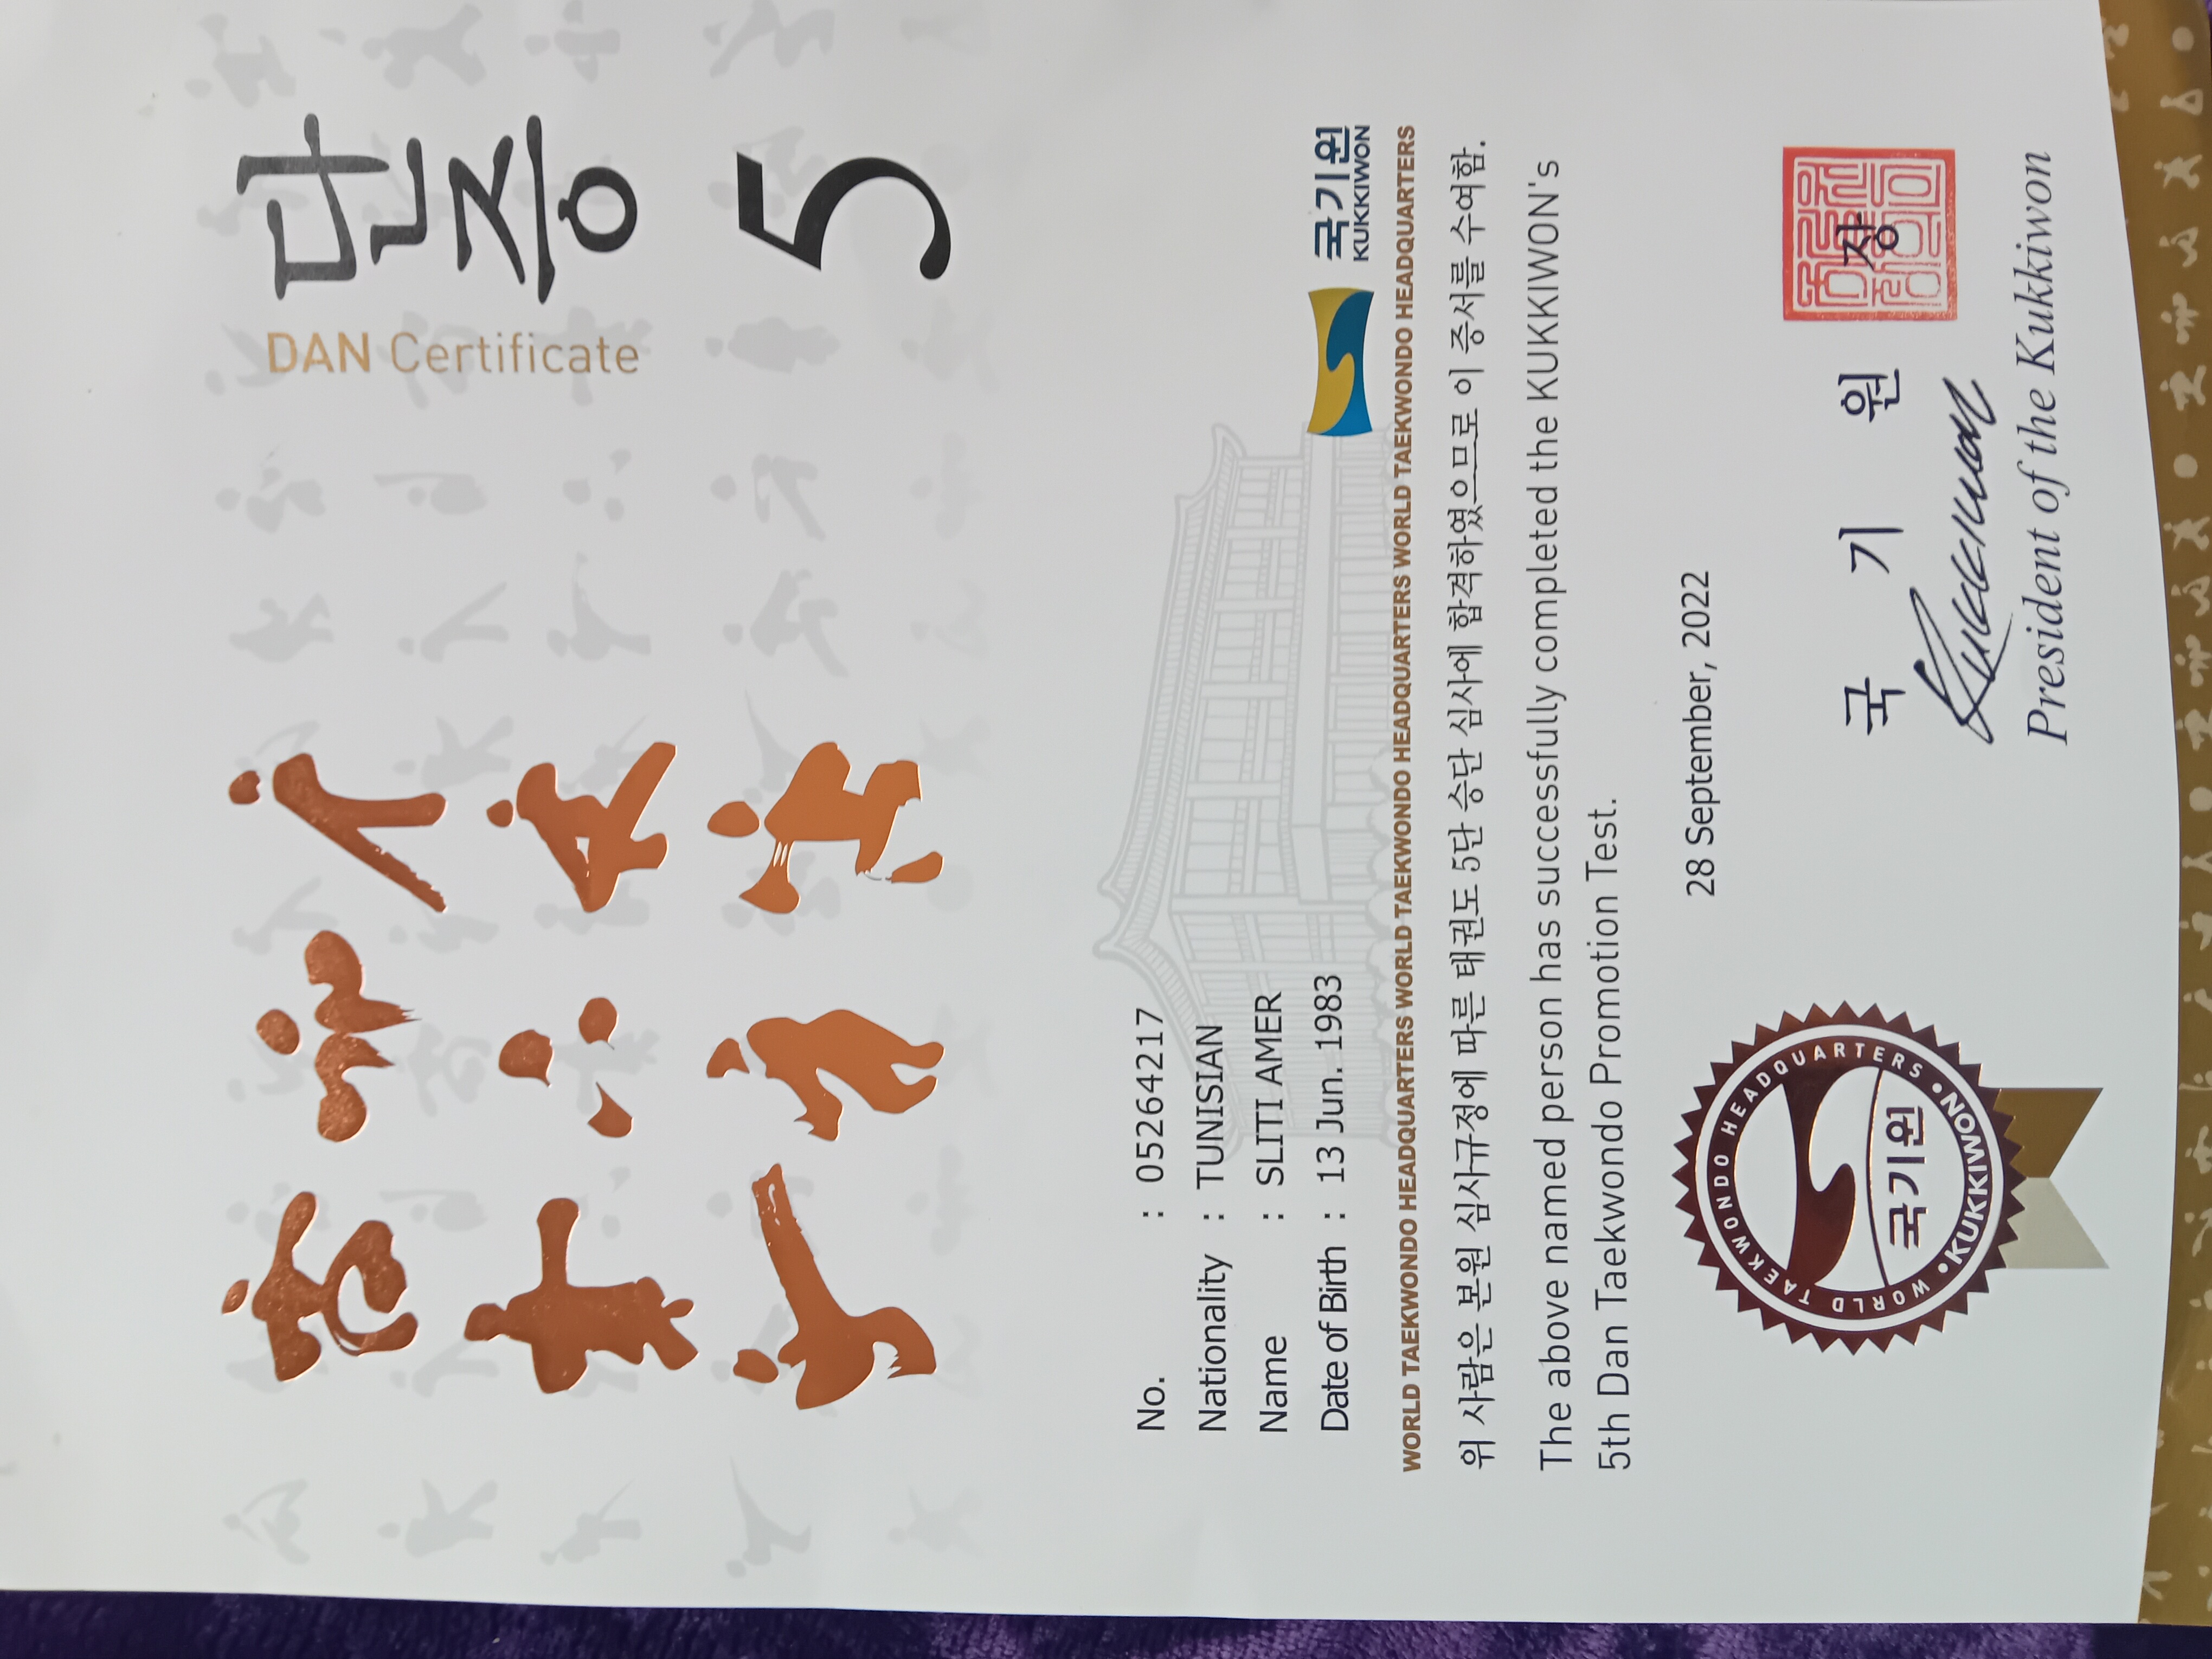 단증
DAN Certificate
5
No. : 05264217
Nationality : TUNISIAN
Name : SLITI AMER
Date of Birth : 13 Jun. 1983
국기원
KUKKIWON
WORLD TAEKWONDO HEADQUARTERS WORLD TAEKWONDO HEADQUARTERS WORLD TAEKWONDO HEADQUARTERS WORLD TAEKWONDO HEADQUARTERS
위 사람은 본원 심사규정에 따른 태권도 5단 승단 심사에 합격하였으므로 이 증서를 수여함.
The above named person has successfully completed the KUKKIWON's
5th Dan Taekwondo Promotion Test.
28 September, 2022
WORLD TAEKWONDO HEADQUARTERS
국기원
KUKKIWON
국 기 원 장
President of the Kukkiwon